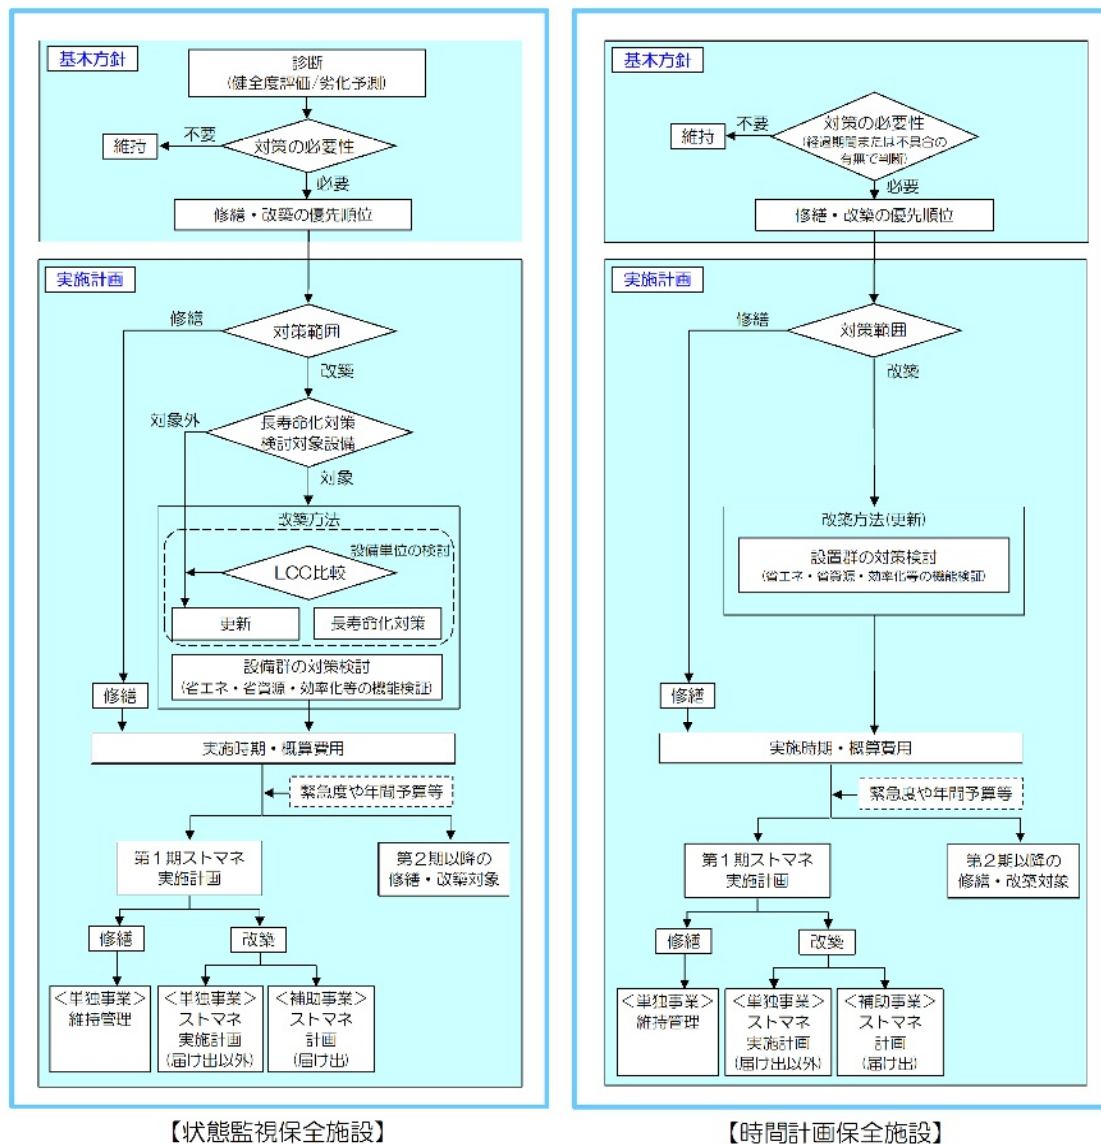 基本方針
診断
(健全度評価/劣化予測)
不要
維持
対策の必要性
必要
修繕・改築の優先順位
実施計画
修繕
対策範囲
改築
対象外
長寿命化対策
検討対象設備
対象
改築方法
設備単位の検討
LCC比較
更新
長寿命化対策
設備群の対策検討
(省エネ・省資源・効率化等の機能検証)
修繕
実施時期・概算費用
緊急度や年間予算等
第1期ストマネ
実施計画
第2期以降の
修繕・改築対象
修繕
改築
<単独事業>
維持管理
<単独事業>
ストマネ
実施計画
(届け出以外)
<補助事業>
ストマネ
計画
(届け出)
【状態監視保全施設】
基本方針
不要
維持
対策の必要性
(経過期間または不具合の
有無で判断)
必要
修繕・改築の優先順位
実施計画
修繕
対策範囲
改築
改築方法(更新)
設置群の対策検討
(省エネ・省資源・効率化等の機能検証)
修繕
実施時期・概算費用
緊急度や年間予算等
第1期ストマネ
実施計画
第2期以降の
修繕・改築対象
修繕
改築
<単独事業>
維持管理
<単独事業>
ストマネ
実施計画
(届け出以外)
<補助事業>
ストマネ
計画
(届け出)
【時間計画保全施設】